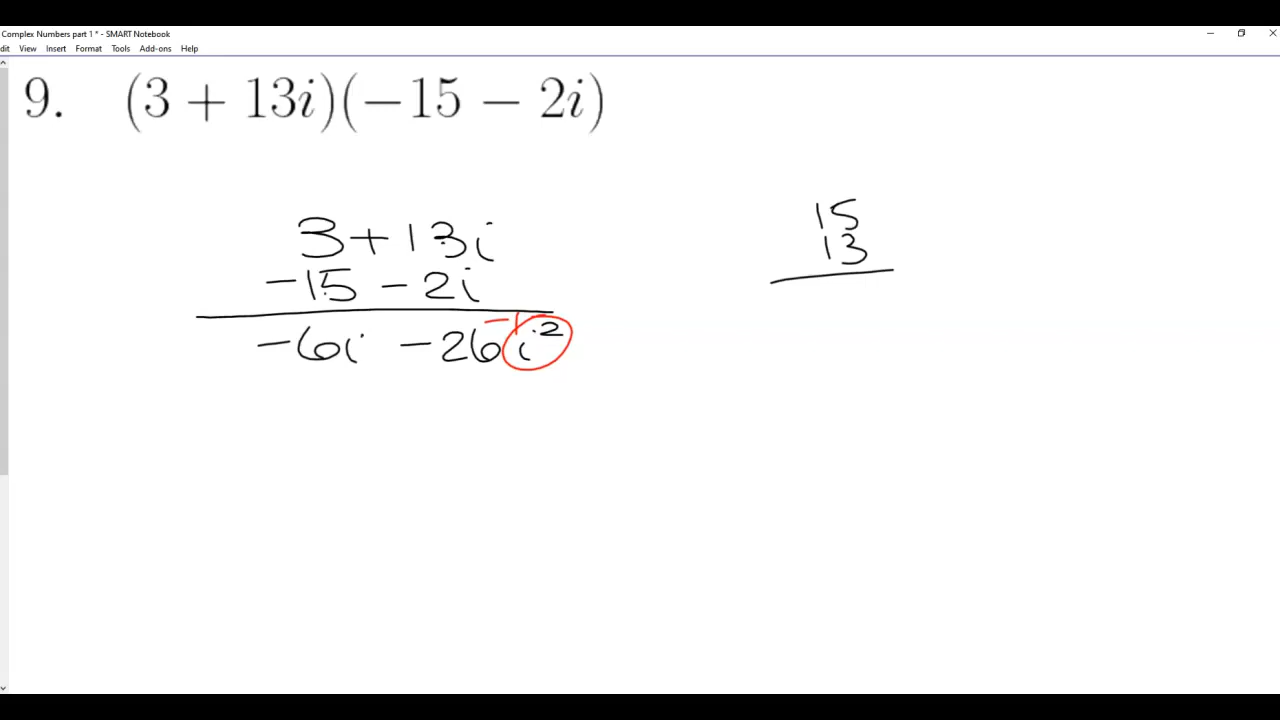 Complex Numbers part 1 * - SMART Notebook
dit View Insert Format Tools Add-ons Help
9. (3 + 13i)(−15 − 2i)
3+13i
-15 -2i
-1
-6i -26i²
15
13